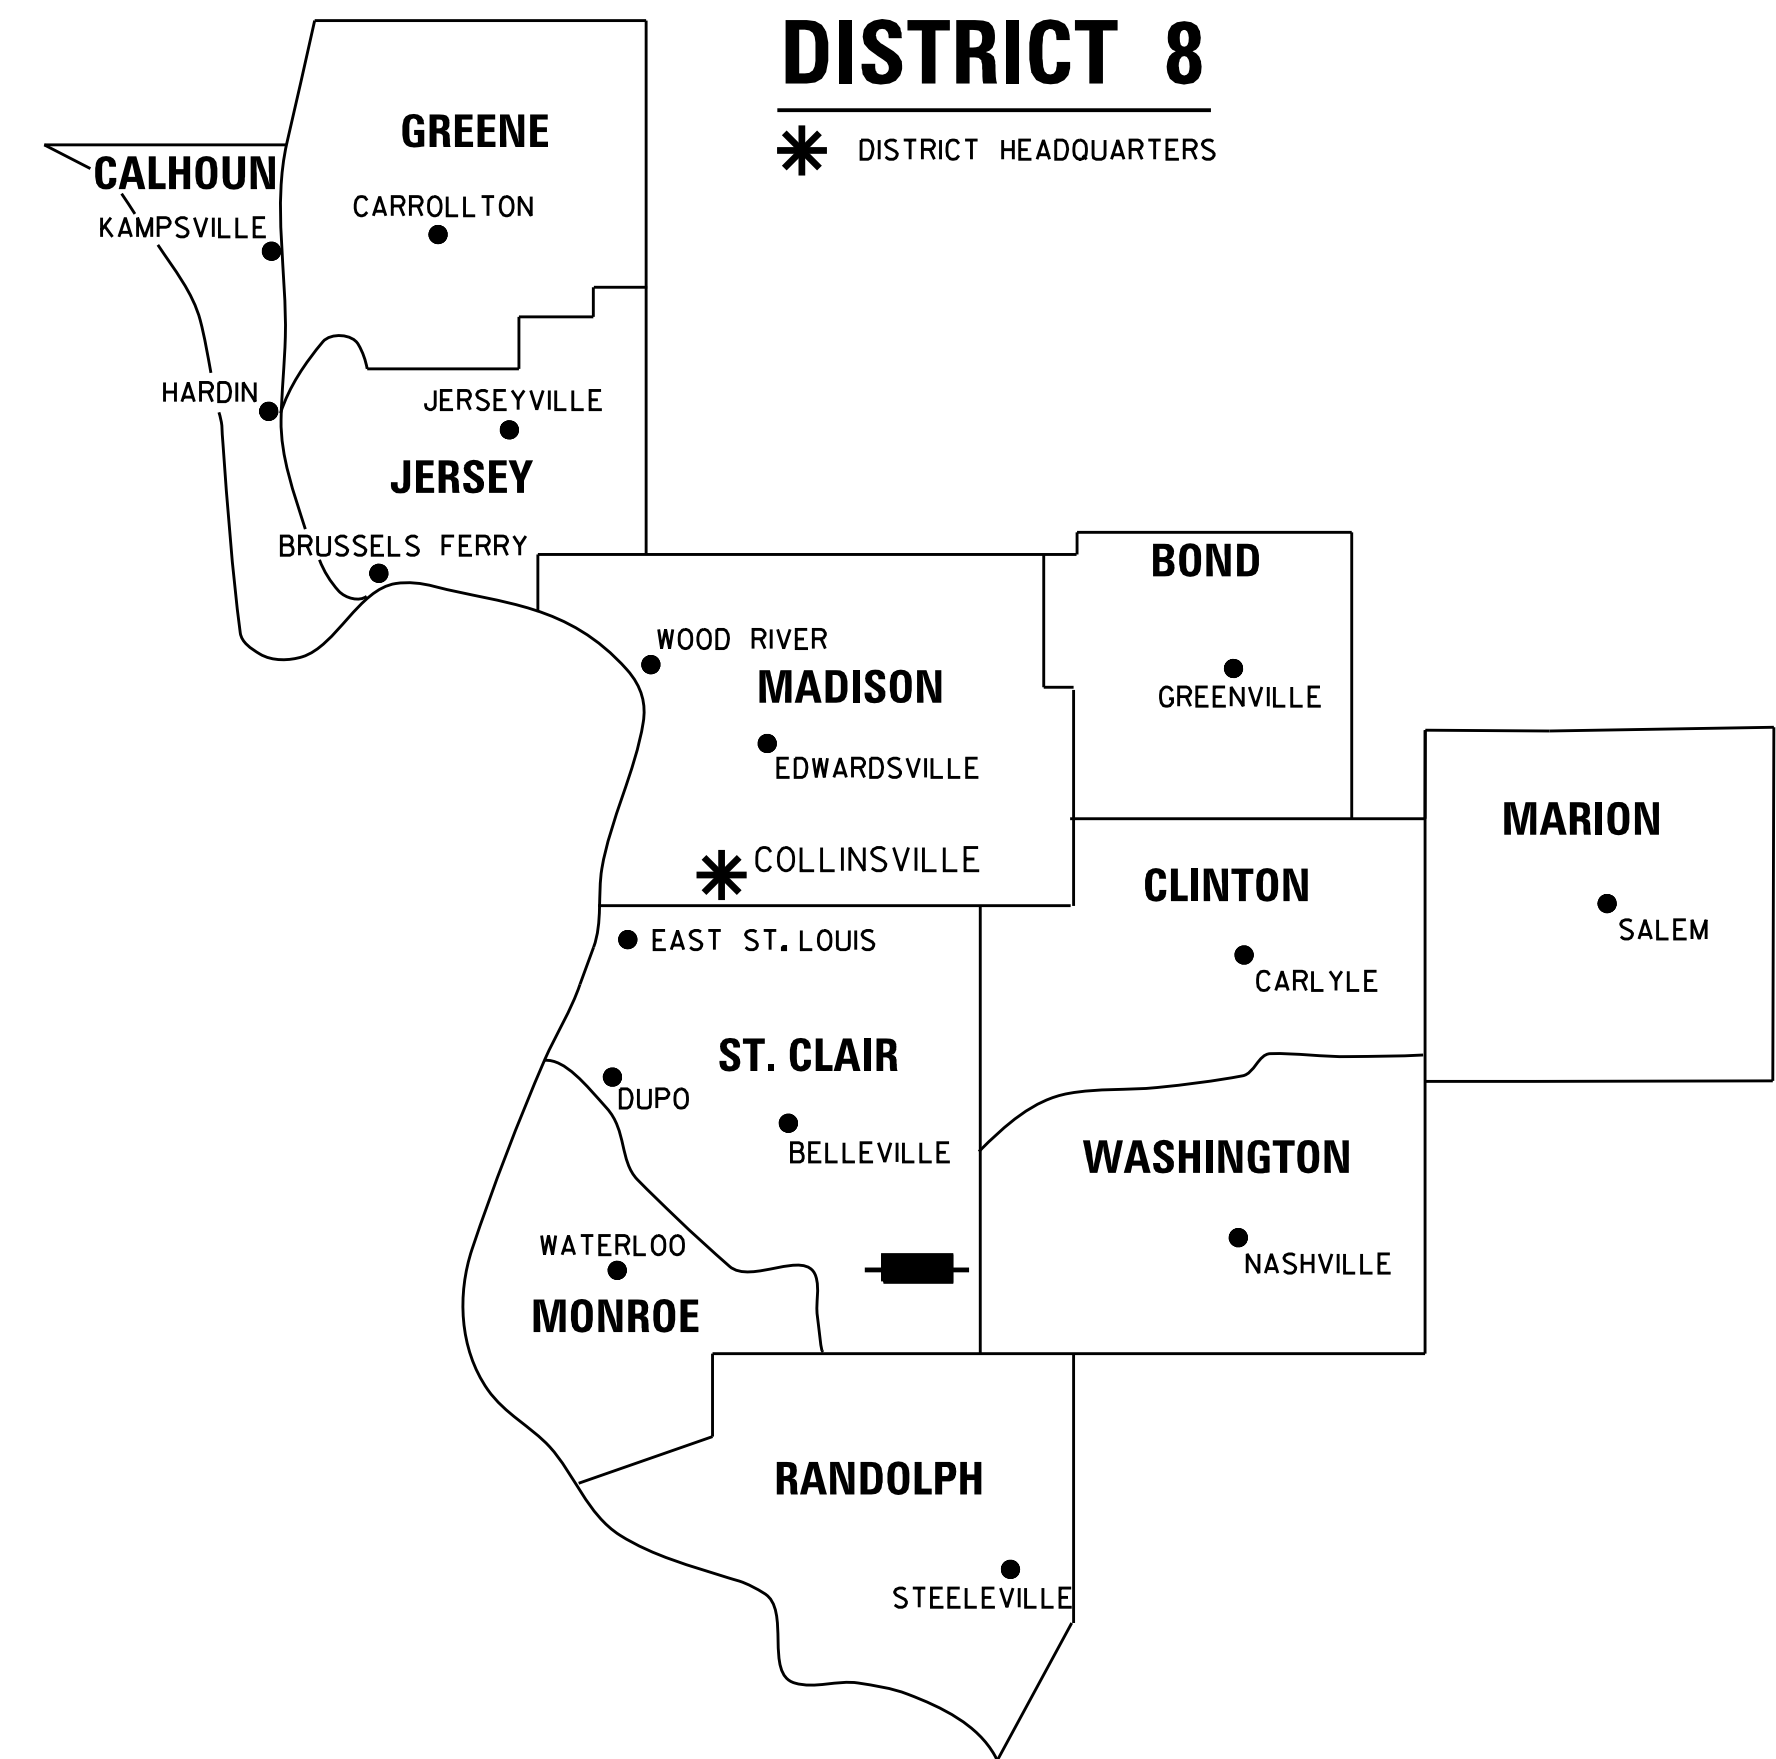 DISTRICT 8
DISTRICT HEADQUARTERS
GREENE
CALHOUN
CARROLLTON
KAMPSVILLE
HARDIN
JERSEYVILLE
JERSEY
BRUSSELS FERRY
BOND
WOOD RIVER
MADISON
GREENVILLE
EDWARDSVILLE
MARION
COLLINSVILLE
CLINTON
SALEM
EAST ST. LOUIS
CARLYLE
ST. CLAIR
DUPO
BELLEVILLE
WASHINGTON
WATERLOO
NASHVILLE
MONROE
RANDOLPH
STEELEVILLE